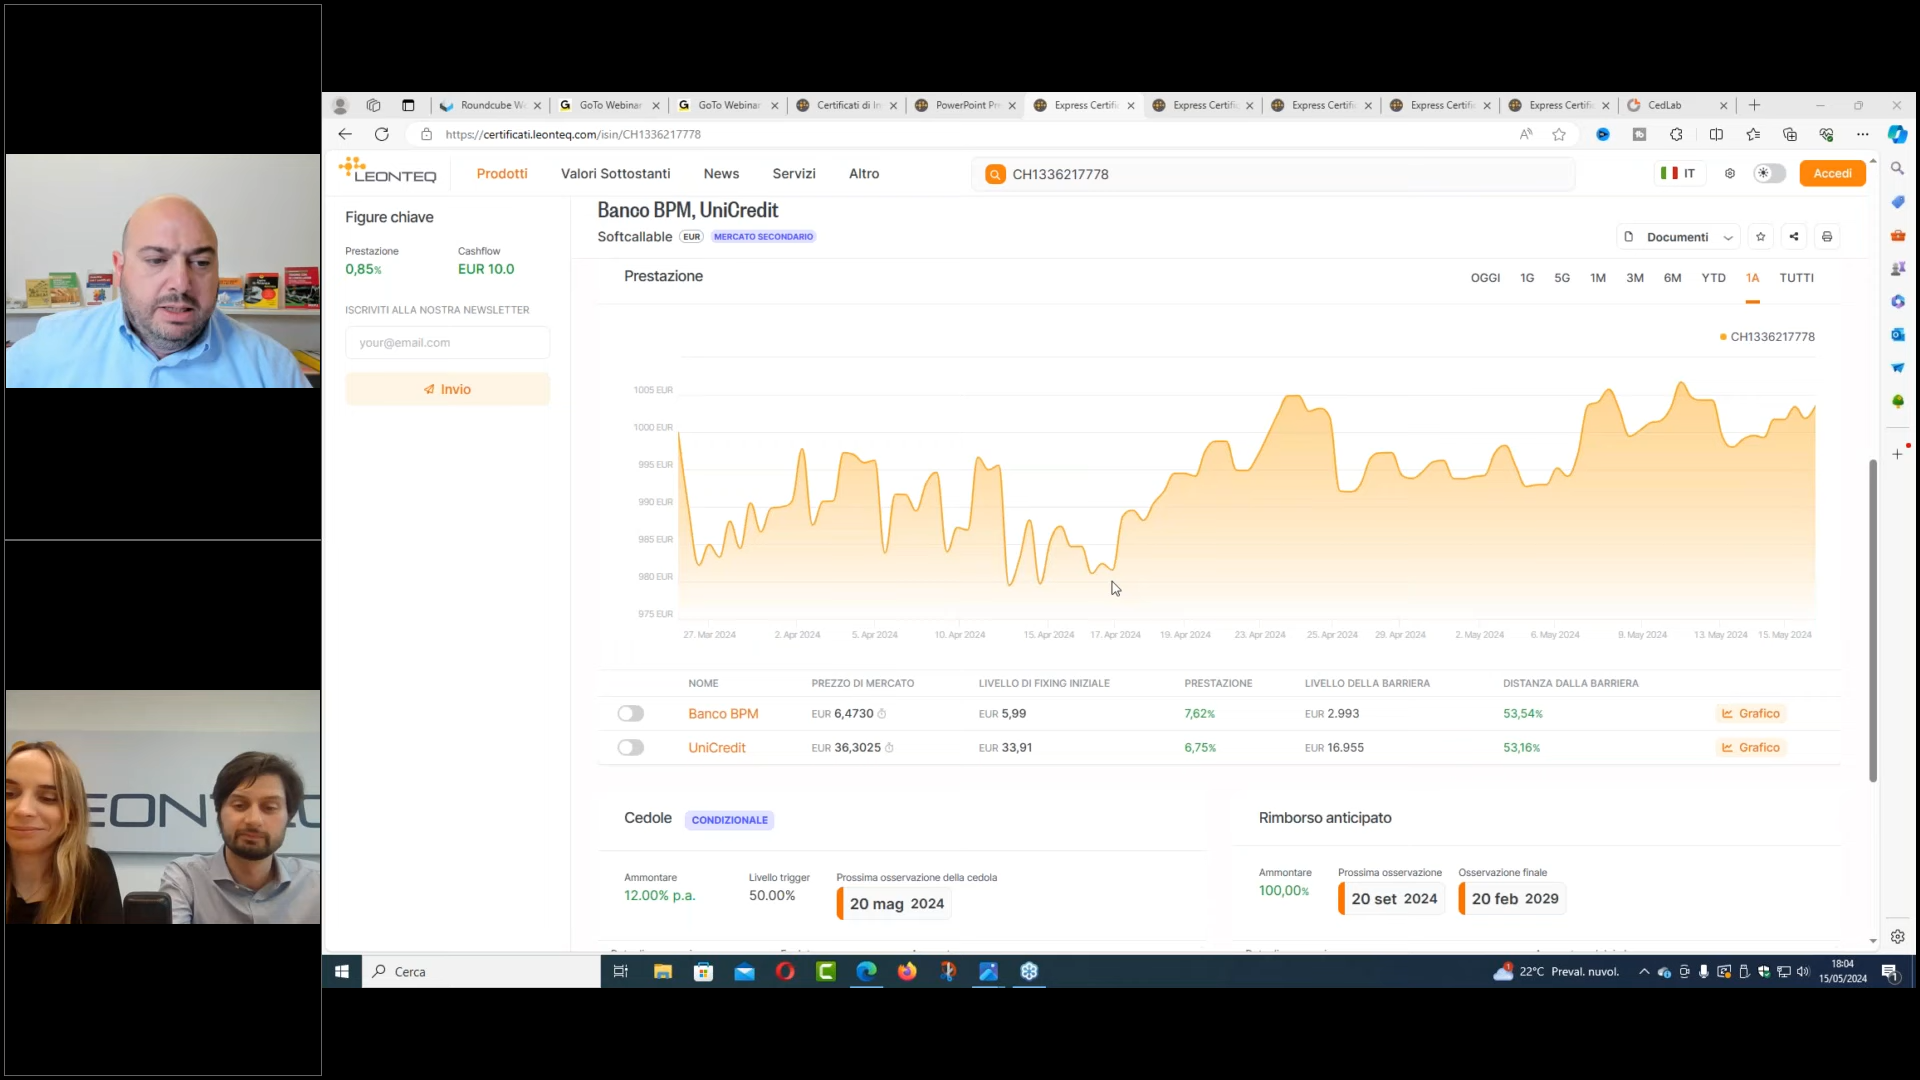 Roundcube W
GoTo Webinar
GoTo Webinar
Certificati di In
PowerPoint Pr
Express Certifi
Express Certific
Express Certific
Express Certific
Express Certific
CedLab
https://certificati.leonteq.com/isin/CH1336217778
LEONTEQ
Prodotti
Valori Sottostanti
News
Servizi
Altro
CH1336217778
IT
Accedi
Figure chiave
Prestazione
Cashflow
0,85%
EUR 10.0
ISCRIVITI ALLA NOSTRA NEWSLETTER
your@email.com
Invio
Banco BPM, UniCredit
Softcallable EUR MERCATO SECONDARIO
Documenti
Prestazione
OGGI 1G 5G 1M 3M 6M YTD 1A TUTTI
CH1336217778
1005 EUR
1000 EUR
995 EUR
990 EUR
985 EUR
980 EUR
975 EUR
27. Mar 2024 2. Apr 2024 5. Apr 2024 10. Apr 2024 15. Apr 2024 17. Apr 2024 19. Apr 2024 23. Apr 2024 25. Apr 2024 29. Apr 2024 2. May 2024 6. May 2024 9. May 2024 13. May 2024 15. May 2024
NOME PREZZO DI MERCATO LIVELLO DI FIXING INIZIALE PRESTAZIONE LIVELLO DELLA BARRIERA DISTANZA DALLA BARRIERA
Banco BPM EUR 6,4730 EUR 5,99 7,62% EUR 2.993 53,54% Grafico
UniCredit EUR 36,3025 EUR 33,91 6,75% EUR 16.955 53,16% Grafico
Cedole CONDIZIONALE
Ammontare Livello trigger Prossima osservazione della cedola
12.00% p.a. 50.00% 20 mag 2024
Rimborso anticipato
Ammontare Prossima osservazione Osservazione finale
100,00% 20 set 2024 20 feb 2029
LEONTEQ
Cerca
22°C Preval. nuvol.
18:04
15/05/2024